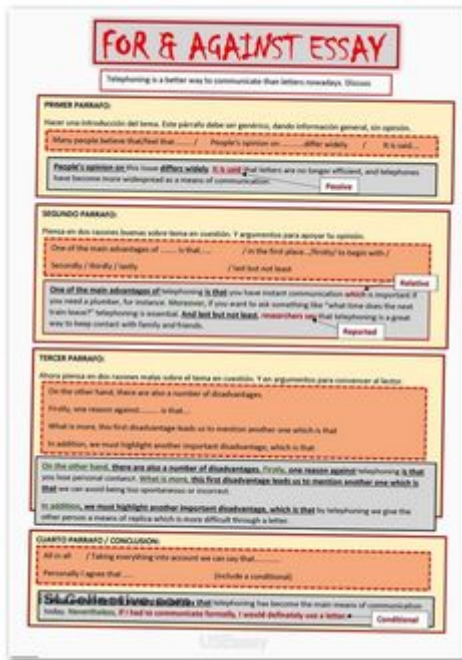 FOR & AGAINST ESSAY
Telephoning is a better way to communicate than letters nowadays. Discuss
PRIMER PARRAFO:
Hacer una introducción del tema. Este párrafo debe ser genérico, dando información general, sin opinión.
Many people believe that/feel that ......../ People's opinion on ..........differ widely / It is said...
People's opinion on this issue differs widely. It is said that letters are no longer efficient, and telephones
have become more widespread as a means of communication.
Passive
SEGUNDO PARRAFO:
Piensa en dos razones buenas sobre tema en cuestión. Y argumentos para apoyar tu opinión.
One of the main advantages of ....... is that.... / in the first place.../firstly/ to begin with /
Secondly / thirdly / lastly / last but not least
Relative
One of the main advantages of telephoning is that you have instant communication which is important if
you need a plumber, for instance. Moreover, if you want to ask something like "what time does the next
train leave?" telephoning is essential. And last but not least, researchers say that telephoning is a great
way to keep contact with family and friends.
Reported
TERCER PARRAFO:
Ahora piensa en dos razones malas sobre el tema en cuestión. Y en argumentos para convencer al lector
On the other hand, there are also a number of disadvantages.
Firstly, one reason against.......... is that...
What is more, this first disadvantage leads us to mention another one which is that
In addition, we must highlight another important disadvantage, which is that
On the other hand, there are also a number of disadvantages. Firstly, one reason against telephoning is that
you lose personal contact. What is more, this first disadvantage leads us to mention another one which is
that we can avoid being too spontaneous or incorrect.
In addition, we must highlight another important disadvantage, which is that by telephoning we give the
other person a means of replica which is more difficult through a letter.
CUARTO PARRAFO / CONCLUSION:
All in all / Taking everything into account we can say that...........
Personally I agree that .... (include a conditional)
iSLCollective.com that telephoning has become the main means of communication
today. Nevertheless, if I had to communicate formally, I would definately use a letter.
Conditional